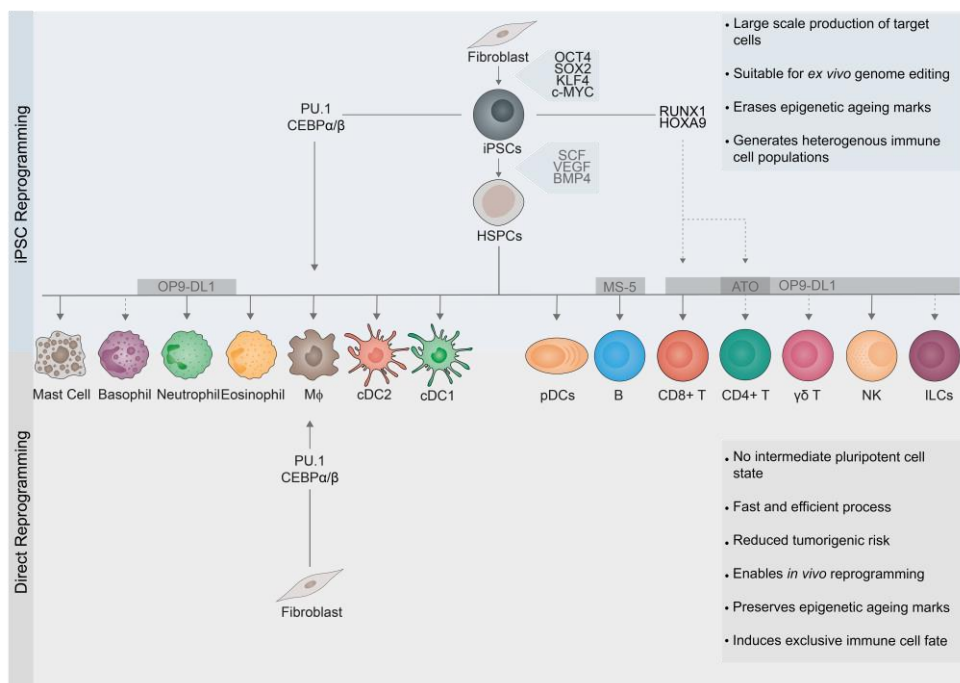 iPSC Reprogramming
Fibroblast
OCT4
SOX2
KLF4
c-MYC
PU.1
CEBPα/β
iPSCs
RUNX1
HOXA9
SCF
VEGF
BMP4
HSPCs
• Large scale production of target
cells
• Suitable for ex vivo genome editing
• Erases epigenetic ageing marks
• Generates heterogenous immune
cell populations
OP9-DL1
MS-5
ATO
OP9-DL1
Mast Cell
Basophil
Neutrophil
Eosinophil
Mϕ
cDC2
cDC1
pDCs
B
CD8+ T
CD4+ T
γδ T
NK
ILCs
Direct Reprogramming
PU.1
CEBPα/β
Fibroblast
• No intermediate pluripotent cell
state
• Fast and efficient process
• Reduced tumorigenic risk
• Enables in vivo reprogramming
• Preserves epigenetic ageing marks
• Induces exclusive immune cell fate